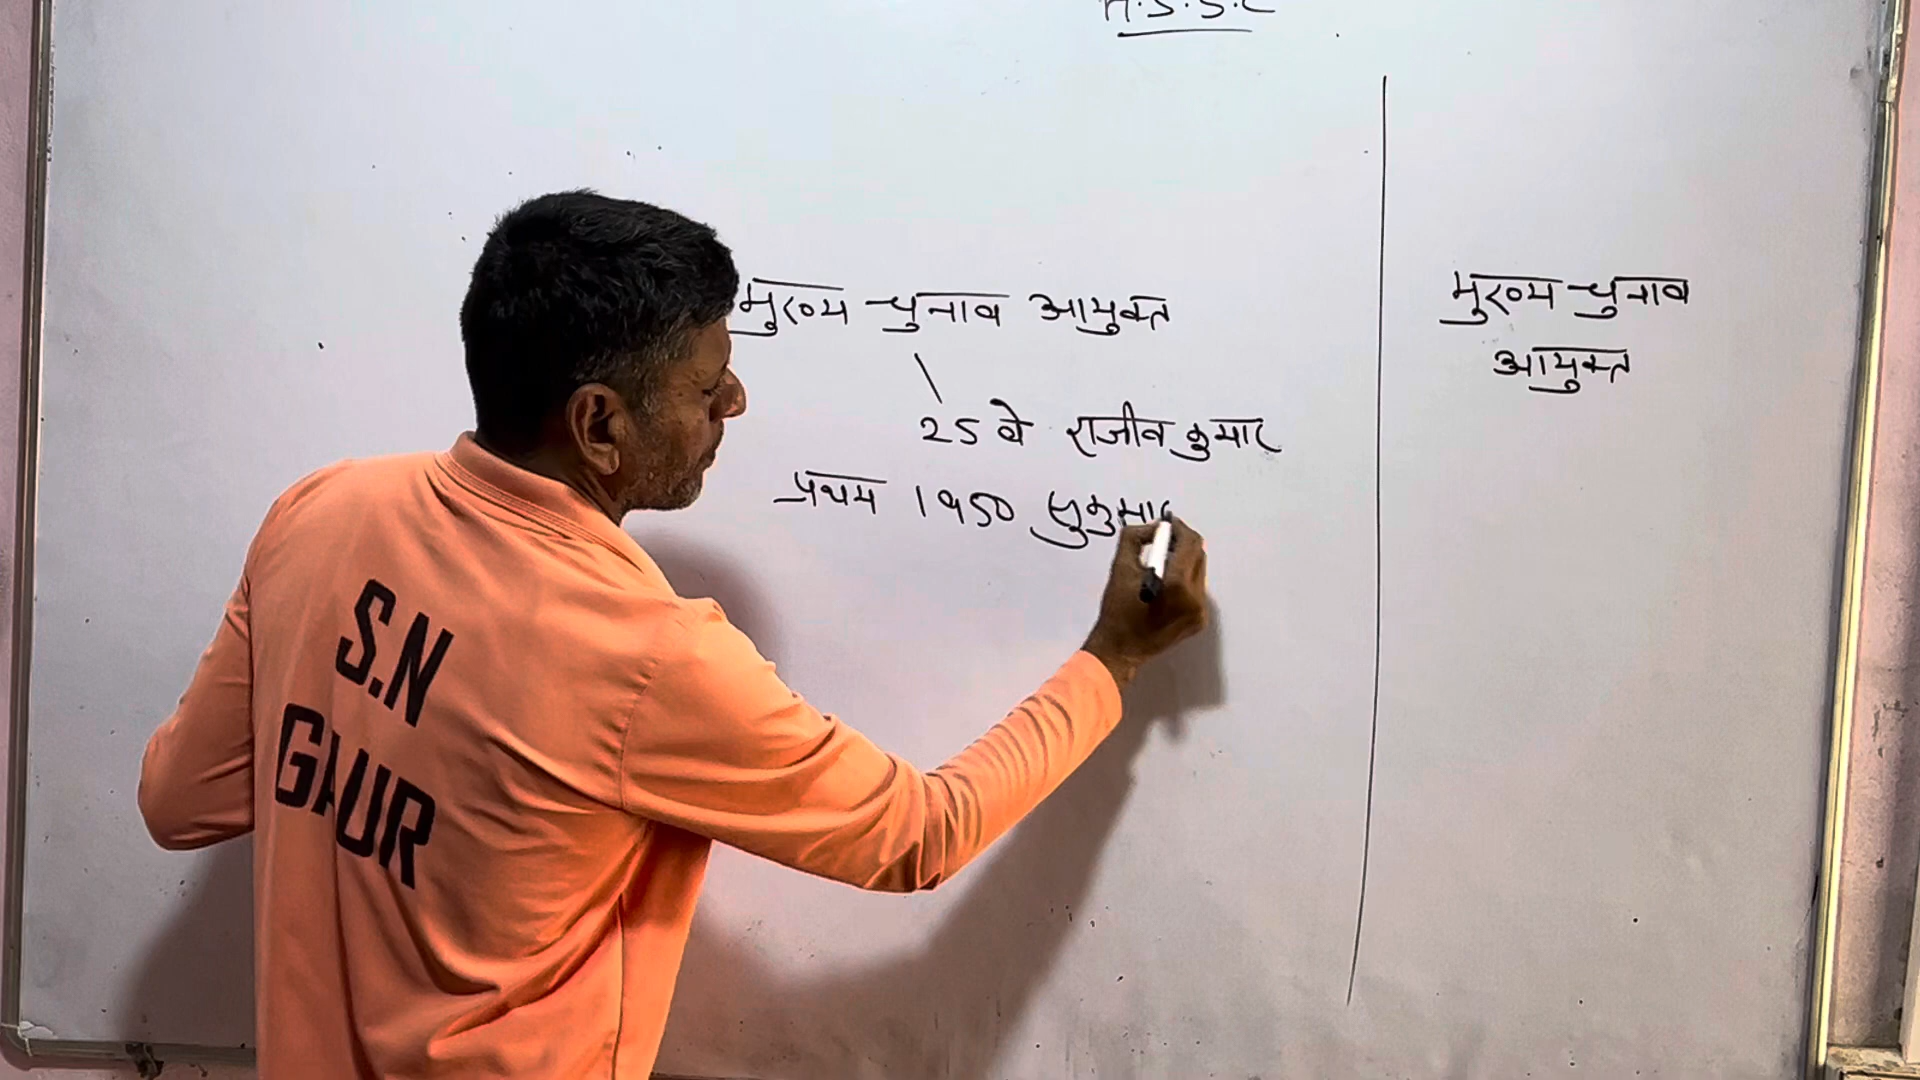 H.S.S.C
मुख्य चुनाव आयुक्त
25 वे राजीव कुमार
प्रथम 1950 सुकुमार
मुख्य चुनाव
आयुक्त
S.N
GAUR